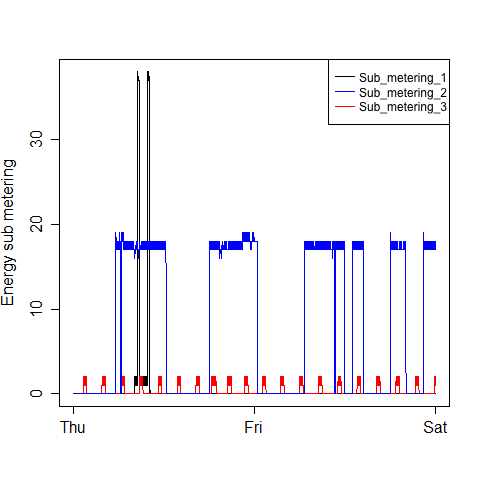 Sub_metering_1
Sub_metering_2
Sub_metering_3
Energy sub metering
30
20
10
0
Thu
Fri
Sat